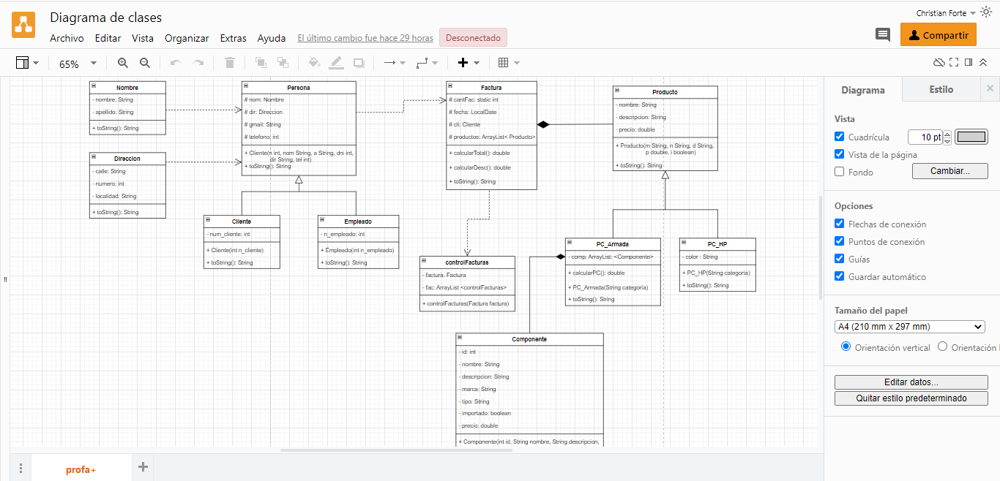 Diagrama de clases
Christian Forte
Archivo Editar Vista Organizar Extras Ayuda El último cambio fue hace 29 horas Desconectado
Compartir
65%
Nombre
- nombre: String
- apellido: String
+ toString(): String
Direccion
- calle: String
- numero: int
- localidad: String
+ toString(): String
Persona
# nom: Nombre
# dir: Direccion
# gmail: String
# telefono: int
+ Cliente(n int, nom String, a String, dni int,
dir String, tel int)
+ toString(): String
Cliente
- num_cliente: int
+ Cliente(int n_cliente)
+ toString(): String
Empleado
- n_empleado: int
+ Empleado(int n_empleado)
+ toString(): String
Factura
# cantFac: static int
# fecha: LocalDate
# cli: Cliente
# productos: ArrayList< Producto>
+ calcularTotal(): double
+ calcularDesc(): double
+ toString(): String
controlFacturas
- factura: Factura
- fac: ArrayList <controlFacturas>
+ controlFacturas(Factura factura)
Producto
- nombre: String
- descripcion: String
- precio: double
+ Producto(m String, n String, d String,
p double, i boolean)
+ toString(): String
PC_Armada
- comp: ArrayList: <Componente>
+ calcularPC(): double
+ PC_Armada(String categoria)
+ toString(): String
PC_HP
- color : String
+ PC_HP(String categoria)
+ toString(): String
Componente
- id: int
- nombre: String
- descripcion: String
- marca: String
- tipo: String
- importado: boolean
- precio: double
+ Componente(int id, String nombre, String descripcion,
Diagrama Estilo
Vista
Cuadrícula 10 pt
Vista de la página
Fondo Cambiar...
Opciones
Flechas de conexión
Puntos de conexión
Guías
Guardar automático
Tamaño del papel
A4 (210 mm x 297 mm)
Orientación vertical Orientación
Editar datos...
Quitar estilo predeterminado
profa+